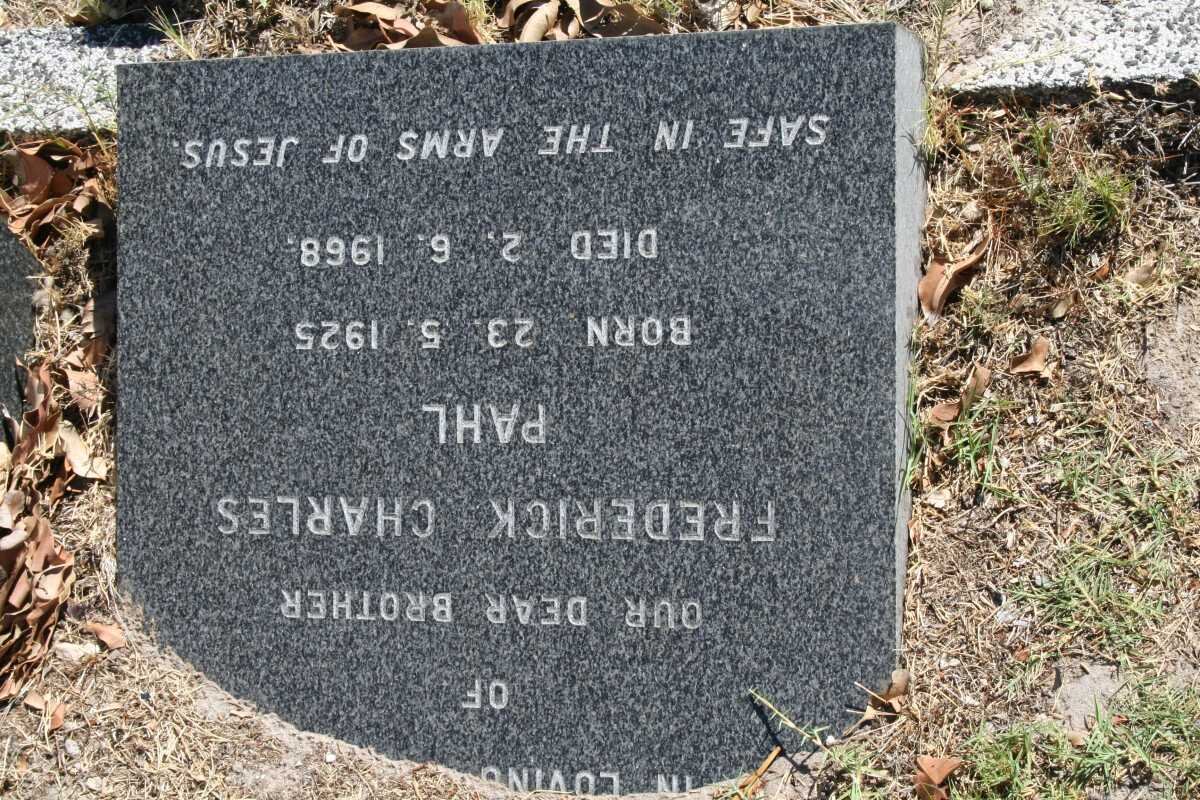 IN LOVING
OF
OUR DEAR BROTHER
FREDERICK CHARLES
PAHL
BORN 23. 5. 1925
DIED 2. 6. 1968.
SAFE IN THE ARMS OF JESUS.